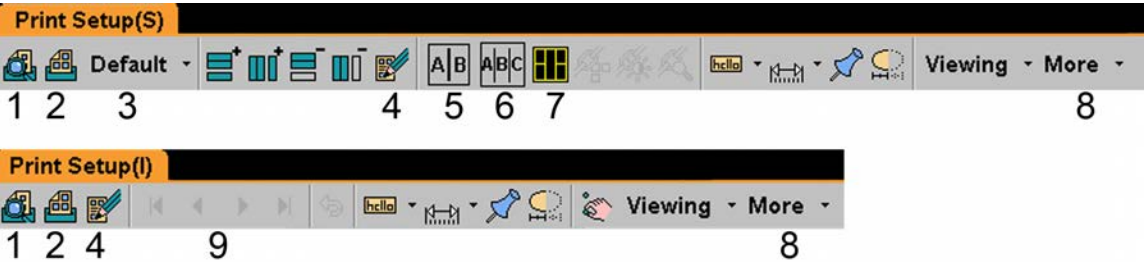 Print Setup(S)
Default A|B A|B|C hello Viewing More
1 2 3 4 5 6 7 8
Print Setup(I)
hello Viewing More
1 2 4 9 8